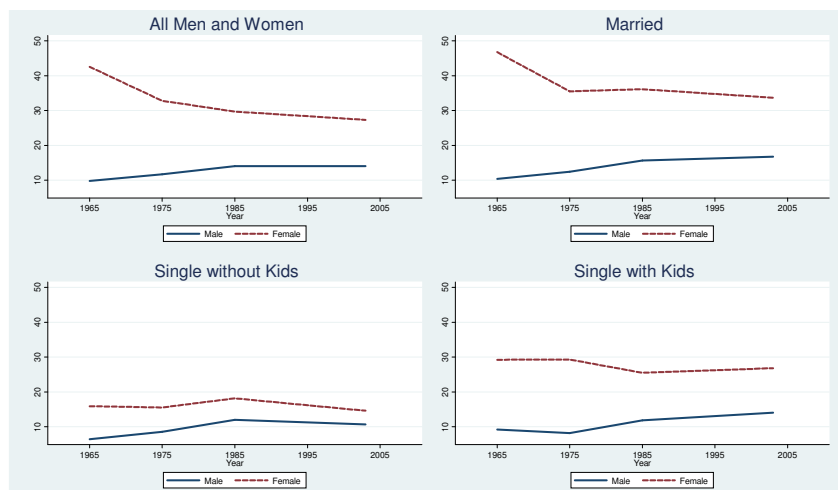 All Men and Women
50
40
30
20
10
1965 1975 1985 1995 2005
Year
Male Female
Married
50
40
30
20
10
1965 1975 1985 1995 2005
Year
Male Female
Single without Kids
50
40
30
20
10
1965 1975 1985 1995 2005
Year
Male Female
Single with Kids
50
40
30
20
10
1965 1975 1985 1995 2005
Year
Male Female